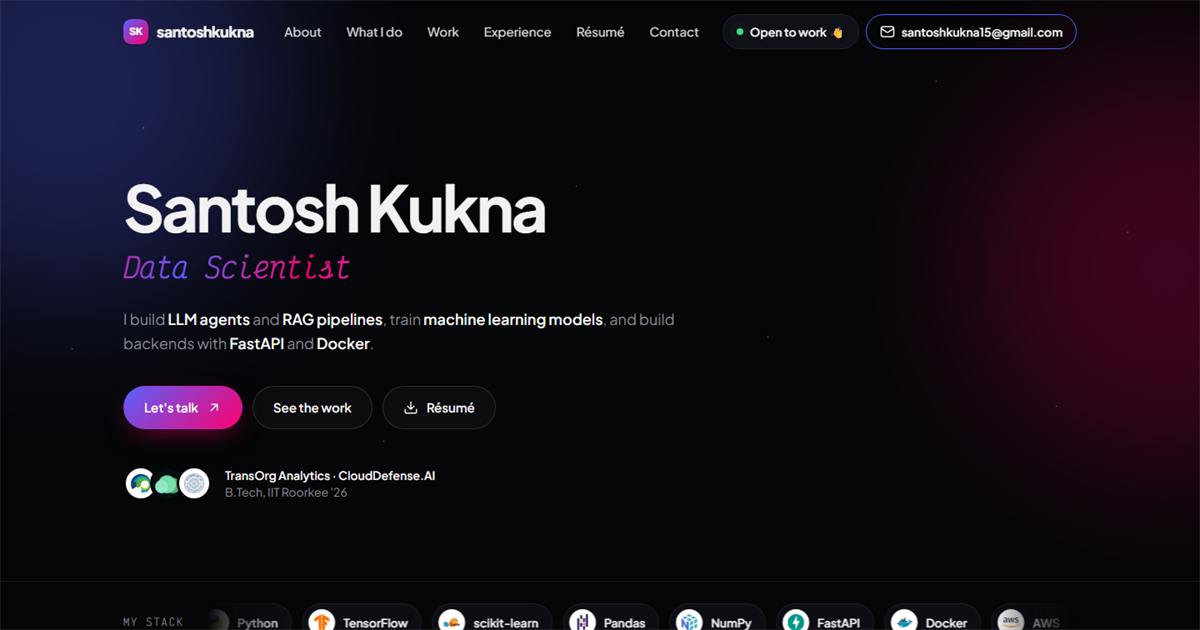 SK santoshkukna About What I do Work Experience Résumé Contact Open to work 👋 santoshkukna15@gmail.com
Santosh Kukna
Data Scientist
I build LLM agents and RAG pipelines, train machine learning models, and build
backends with FastAPI and Docker.
Let's talk ↗ See the work Résumé
TransOrg Analytics · CloudDefense.AI
B.Tech, IIT Roorkee '26
MY STACK Python TensorFlow scikit-learn Pandas NumPy FastAPI Docker aws AWS